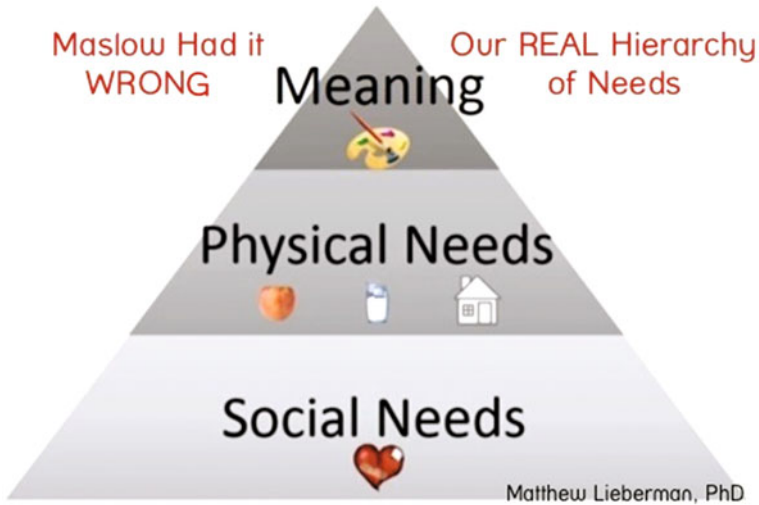 Maslow Had it
WRONG
Our REAL Hierarchy
of Needs
Meaning
Physical Needs
Social Needs
Matthew Lieberman, PhD